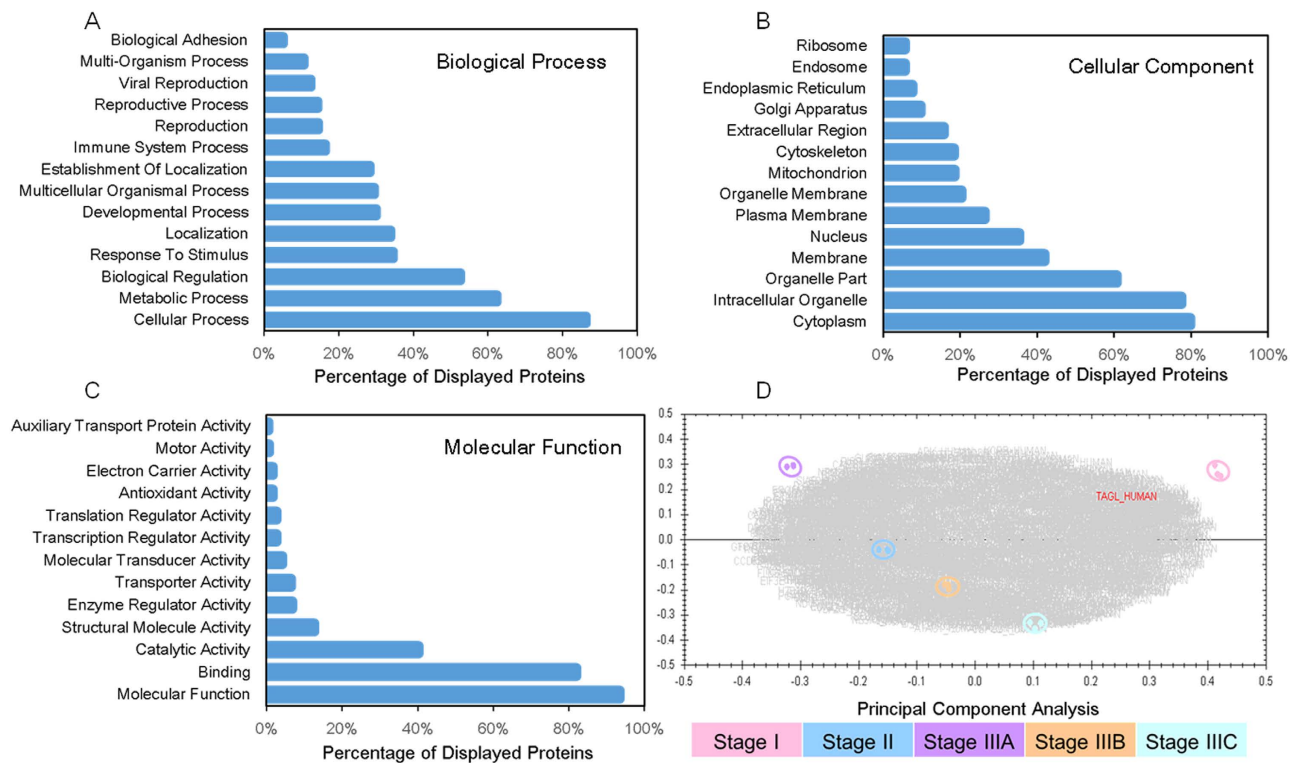 A
Biological Process
Biological Adhesion
Multi-Organism Process
Viral Reproduction
Reproductive Process
Reproduction
Immune System Process
Establishment Of Localization
Multicellular Organismal Process
Developmental Process
Localization
Response To Stimulus
Biological Regulation
Metabolic Process
Cellular Process
0% 20% 40% 60% 80% 100%
Percentage of Displayed Proteins
B
Cellular Component
Ribosome
Endosome
Endoplasmic Reticulum
Golgi Apparatus
Extracellular Region
Cytoskeleton
Mitochondrion
Organelle Membrane
Plasma Membrane
Nucleus
Membrane
Organelle Part
Intracellular Organelle
Cytoplasm
0% 20% 40% 60% 80% 100%
Percentage of Displayed Proteins
C
Molecular Function
Auxiliary Transport Protein Activity
Motor Activity
Electron Carrier Activity
Antioxidant Activity
Translation Regulator Activity
Transcription Regulator Activity
Molecular Transducer Activity
Transporter Activity
Enzyme Regulator Activity
Structural Molecule Activity
Catalytic Activity
Binding
Molecular Function
0% 20% 40% 60% 80% 100%
Percentage of Displayed Proteins
D
0.5
0.4
0.3
0.2
0.1
0.0
-0.1
-0.2
-0.3
-0.4
-0.5
TAGL_HUMAN
-0.5 -0.4 -0.3 -0.2 -0.1 0.0 0.1 0.2 0.3 0.4 0.5
Principal Component Analysis
Stage I Stage II Stage IIIA Stage IIIB Stage IIIC